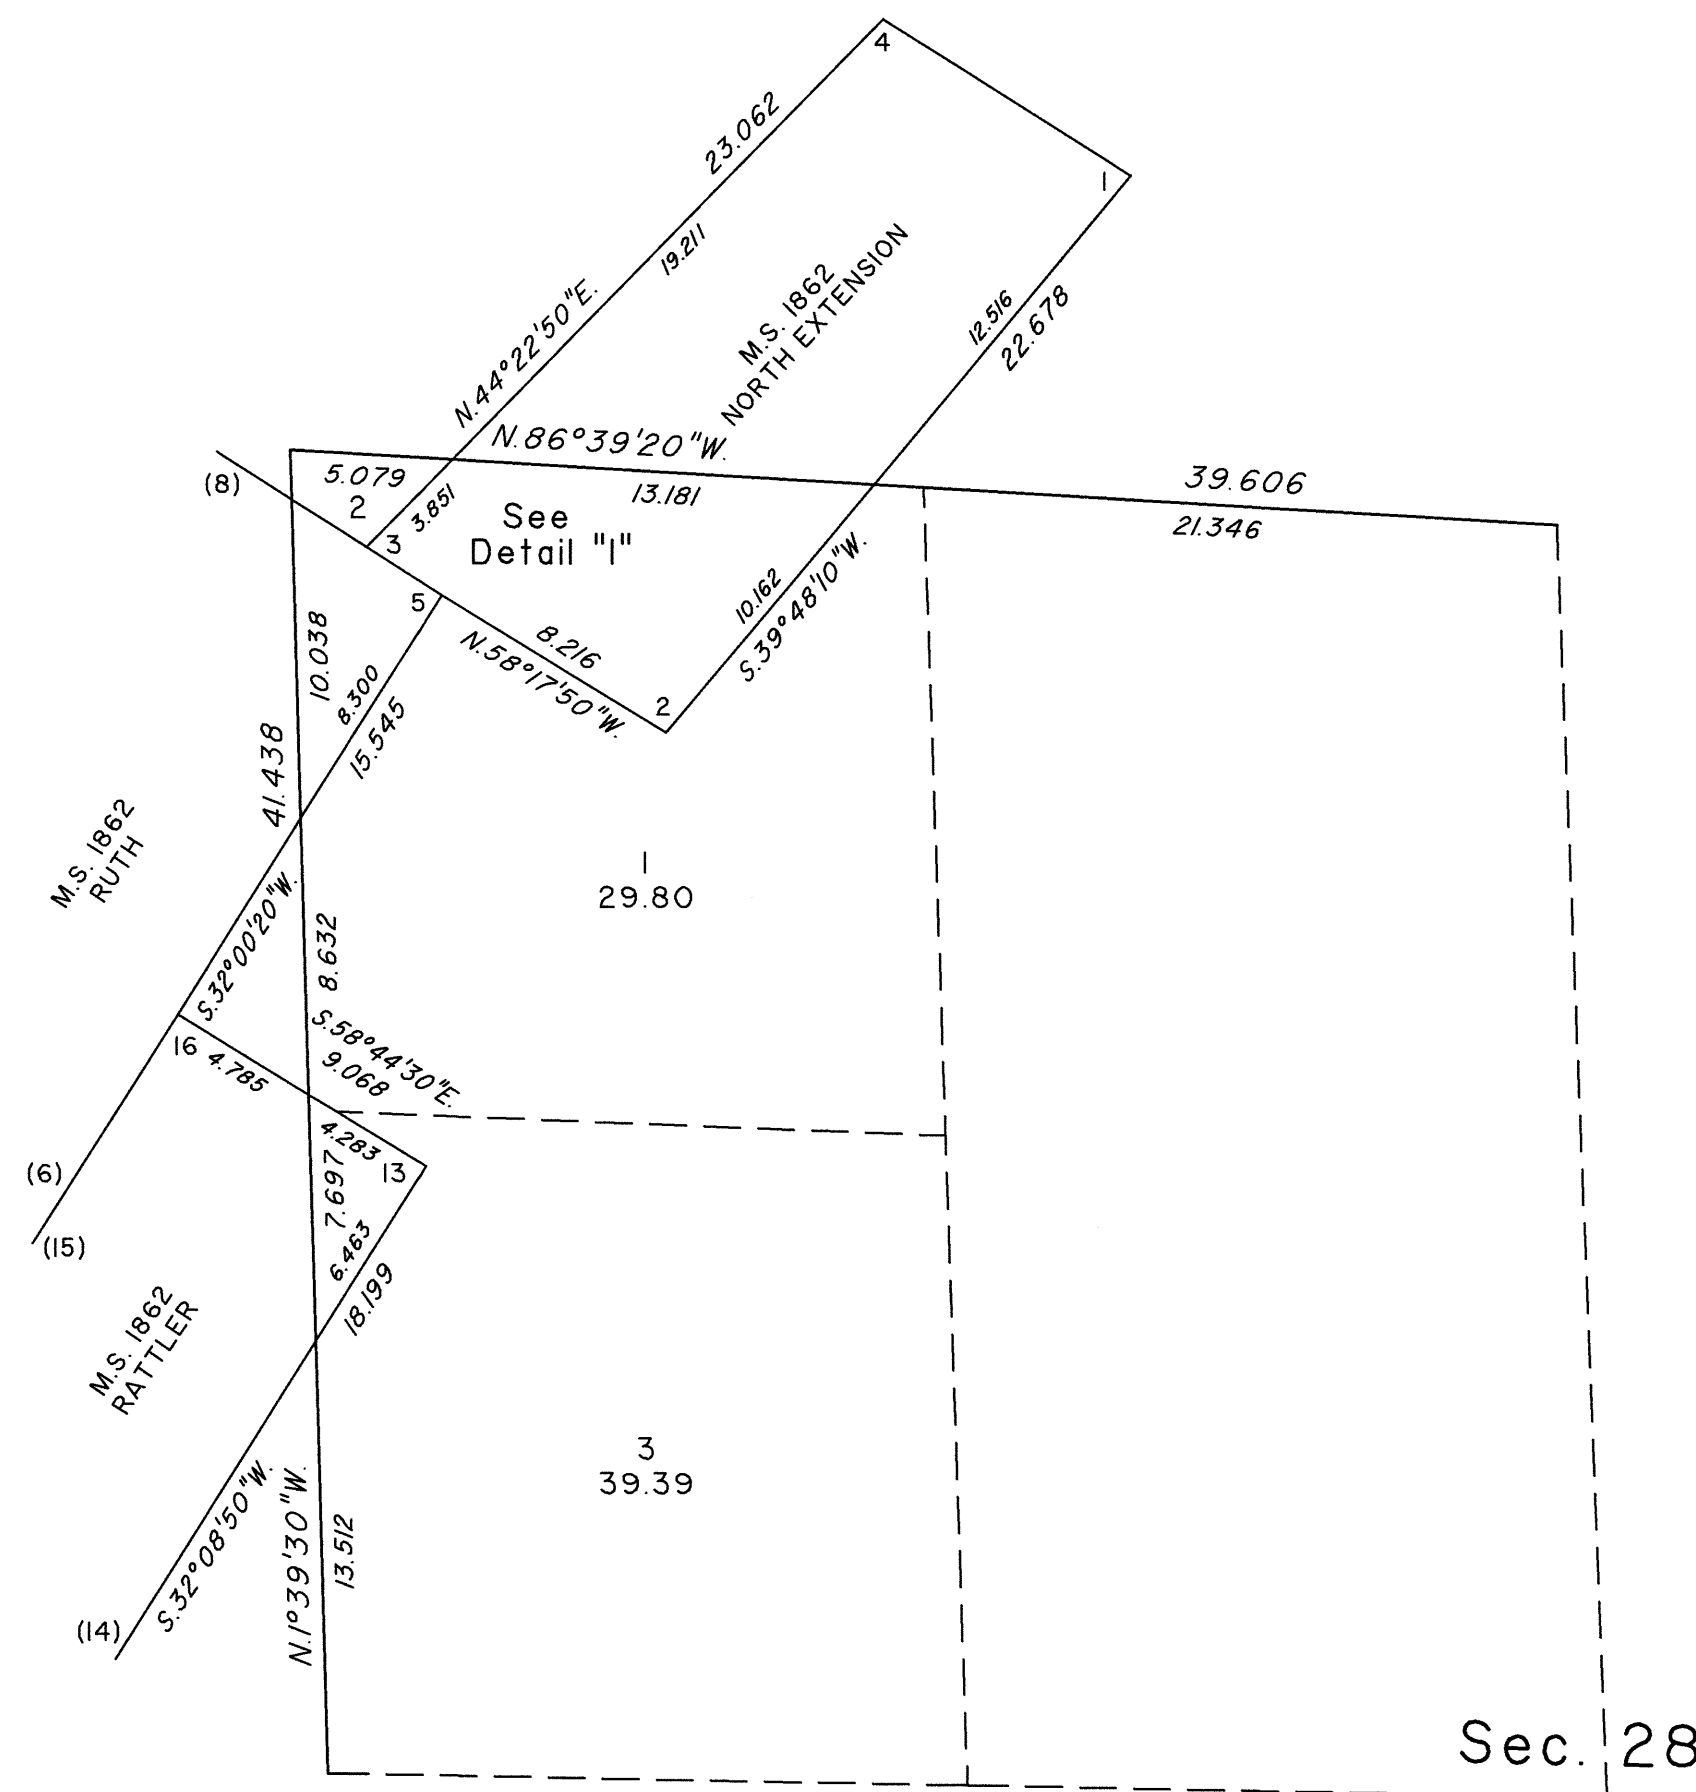 4
23.062
1
19.211
M.S. 1862
NORTH EXTENSION
12.516
22.678
N.44°22'50"E.
N.86°39'20"W.
39.606
(8)
5.079
13.181
21.346
2
3.851
See
Detail "1"
3
10.162
S.39°48'10"W.
5
8.216
N.58°17'50"W.
2
10.038
8.300
15.545
41.438
M.S. 1862
RUTH
1
29.80
S.32°00'20"W.
8.632
S.58°44'30"E.
9.068
16
4.785
4.283
13
(6)
(15)
7.697
6.463
18.199
M.S. 1862
RATTLER
3
39.39
S.32°08'50"W.
N.1°39'30"W.
13.512
(14)
Sec. 28